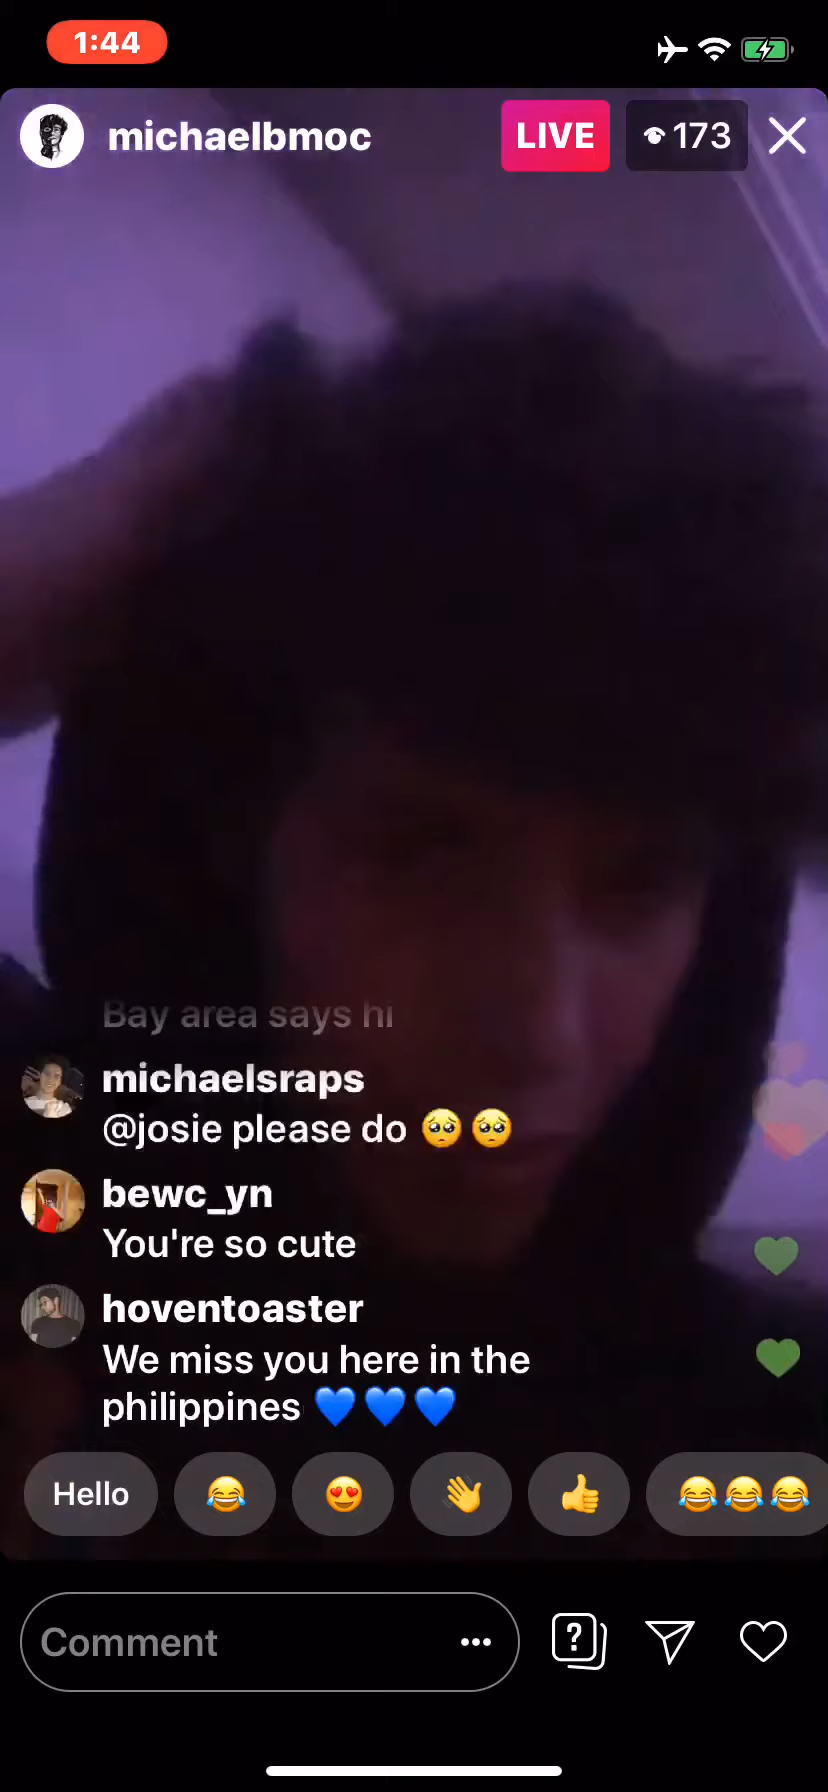 1:44
michaelbmoc
LIVE
173
Bay area says hi
michaelsraps
@josie please do 🥺🥺
bewc_yn
You're so cute
hoventoaster
We miss you here in the
philippines 💙💙💙
Hello
😂
😍
👋
👍
😂😂😂
Comment